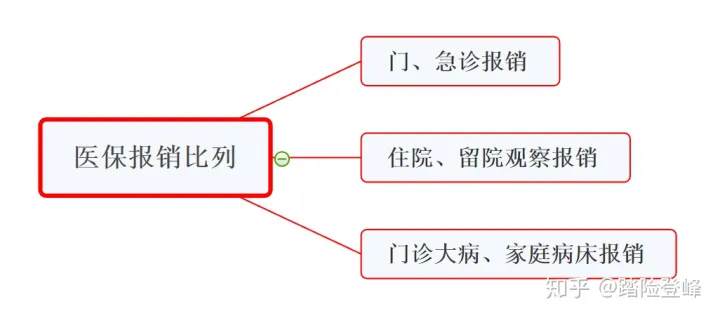 门、急诊报销
医保报销比列
住院、留院观察报销
门诊大病、家庭病床报销
知乎 @踏险登峰